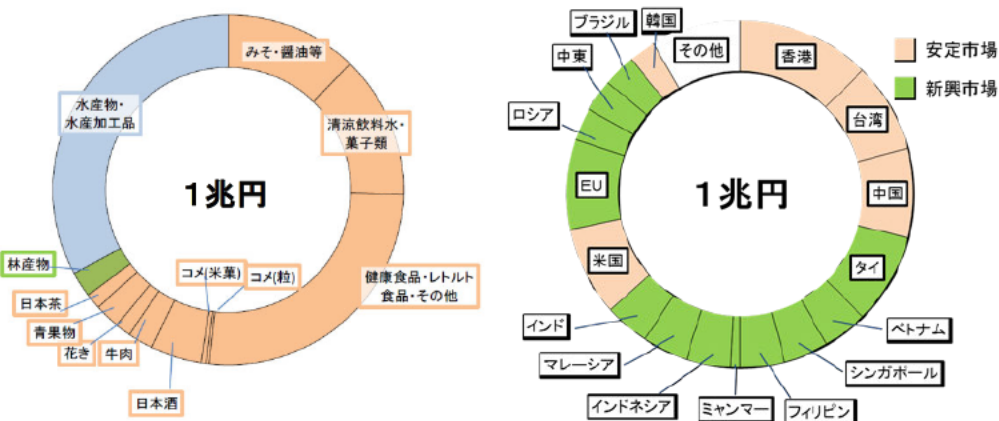 みそ・醤油等
清涼飲料水・
菓子類
健康食品・レトルト
食品・その他
コメ(粒)
コメ(米菓)
日本酒
牛肉
花き
青果物
日本茶
林産物
水産物・
水産加工品
1兆円
香港
台湾
中国
タイ
ベトナム
シンガポール
フィリピン
ミャンマー
インドネシア
マレーシア
インド
米国
EU
ロシア
中東
ブラジル
韓国
その他
1兆円
安定市場
新興市場